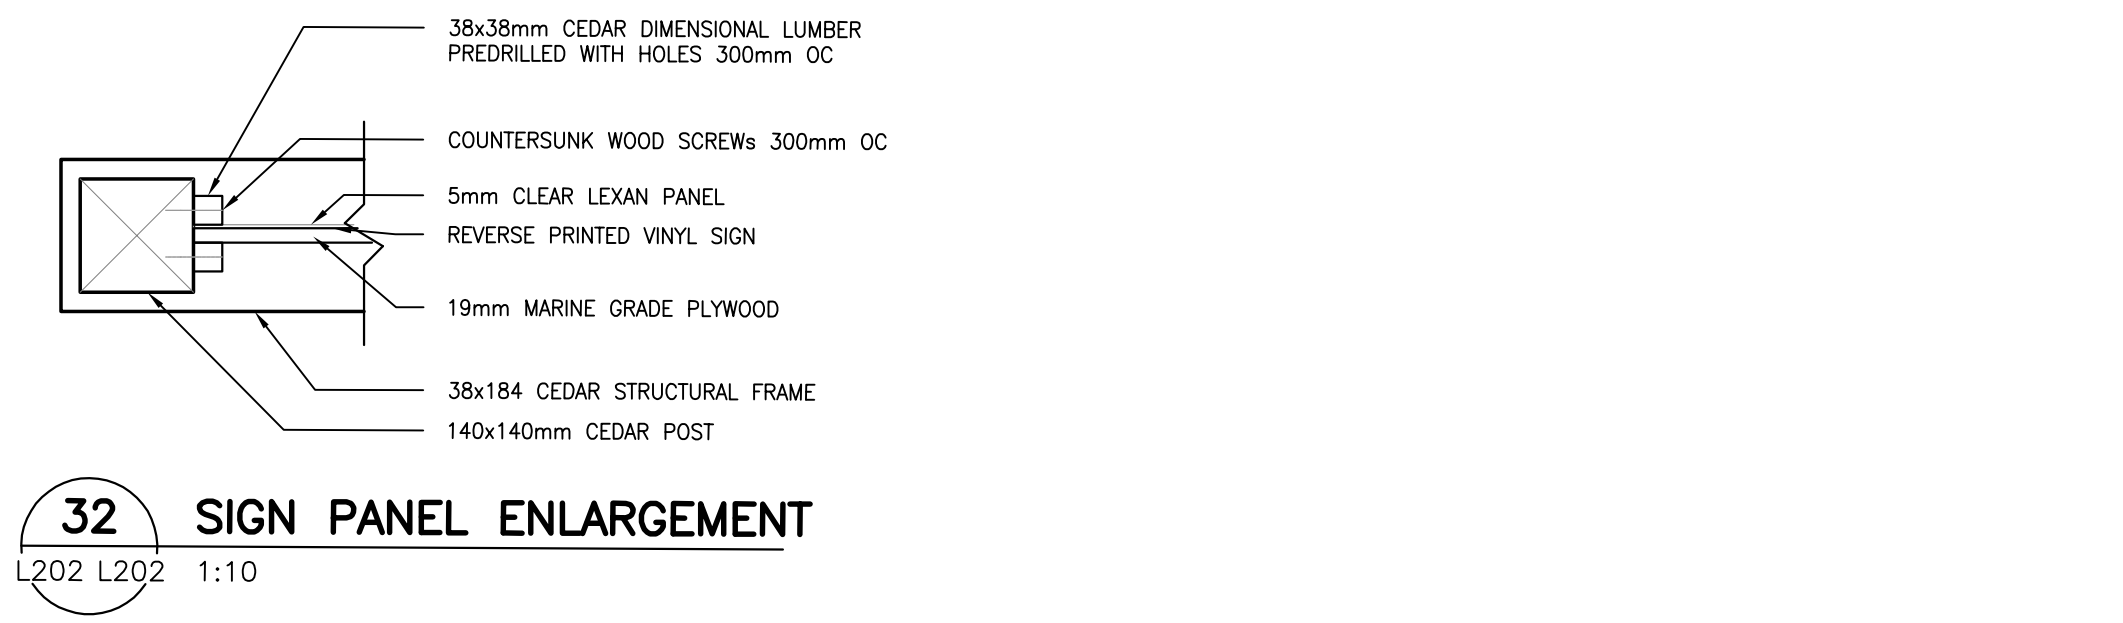 38x38mm CEDAR DIMENSIONAL LUMBER
PREDRILLED WITH HOLES 300mm OC
COUNTERSUNK WOOD SCREWs 300mm OC
5mm CLEAR LEXAN PANEL
REVERSE PRINTED VINYL SIGN
19mm MARINE GRADE PLYWOOD
38x184 CEDAR STRUCTURAL FRAME
140x140mm CEDAR POST
32 SIGN PANEL ENLARGEMENT
L202 L202 1:10